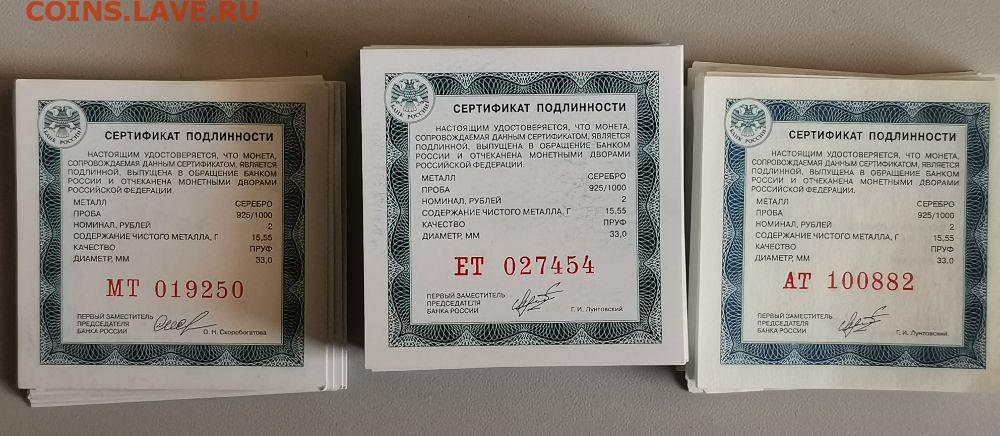 COINS.LAVE.РУ
БАНК РОССИИ
СЕРТИФИКАТ ПОДЛИННОСТИ
НАСТОЯЩИМ УДОСТОВЕРЯЕТСЯ, ЧТО МОНЕТА,
СОПРОВОЖДАЕМАЯ ДАННЫМ СЕРТИФИКАТОМ, ЯВЛЯЕТСЯ
ПОДЛИННОЙ, ВЫПУЩЕНА В ОБРАЩЕНИЕ БАНКОМ
РОССИИ И ОТЧЕКАНЕНА МОНЕТНЫМИ ДВОРАМИ
РОССИЙСКОЙ ФЕДЕРАЦИИ.
МЕТАЛЛ СЕРЕБРО
ПРОБА 925/1000
НОМИНАЛ, РУБЛЕЙ 2
СОДЕРЖАНИЕ ЧИСТОГО МЕТАЛЛА, Г 15,55
КАЧЕСТВО ПРУФ
ДИАМЕТР, ММ 33,0
МТ 019250
ПЕРВЫЙ ЗАМЕСТИТЕЛЬ
ПРЕДСЕДАТЕЛЯ
БАНКА РОССИИ
О. Н. Скоробогатова
БАНК РОССИИ
СЕРТИФИКАТ ПОДЛИННОСТИ
НАСТОЯЩИМ УДОСТОВЕРЯЕТСЯ, ЧТО МОНЕТА,
СОПРОВОЖДАЕМАЯ ДАННЫМ СЕРТИФИКАТОМ, ЯВЛЯЕТСЯ
ПОДЛИННОЙ, ВЫПУЩЕНА В ОБРАЩЕНИЕ БАНКОМ
РОССИИ И ОТЧЕКАНЕНА МОНЕТНЫМИ ДВОРАМИ
РОССИЙСКОЙ ФЕДЕРАЦИИ.
МЕТАЛЛ СЕРЕБРО
ПРОБА 925/1000
НОМИНАЛ, РУБЛЕЙ 2
СОДЕРЖАНИЕ ЧИСТОГО МЕТАЛЛА, Г 15,55
КАЧЕСТВО ПРУФ
ДИАМЕТР, ММ 33,0
ЕТ 027454
ПЕРВЫЙ ЗАМЕСТИТЕЛЬ
ПРЕДСЕДАТЕЛЯ
БАНКА РОССИИ
Г. И. Лунтовский
БАНК РОССИИ
СЕРТИФИКАТ ПОДЛИННОСТИ
НАСТОЯЩИМ УДОСТОВЕРЯЕТСЯ, ЧТО МОНЕТА,
СОПРОВОЖДАЕМАЯ ДАННЫМ СЕРТИФИКАТОМ, ЯВЛЯЕТСЯ
ПОДЛИННОЙ, ВЫПУЩЕНА В ОБРАЩЕНИЕ БАНКОМ
РОССИИ И ОТЧЕКАНЕНА МОНЕТНЫМИ ДВОРАМИ
РОССИЙСКОЙ ФЕДЕРАЦИИ.
МЕТАЛЛ СЕРЕБРО
ПРОБА 925/1000
НОМИНАЛ, РУБЛЕЙ 2
СОДЕРЖАНИЕ ЧИСТОГО МЕТАЛЛА, Г 15,55
КАЧЕСТВО ПРУФ
ДИАМЕТР, ММ 33,0
АТ 100882
ПЕРВЫЙ ЗАМЕСТИТЕЛЬ
ПРЕДСЕДАТЕЛЯ
БАНКА РОССИИ
Г. И. Лунтовский